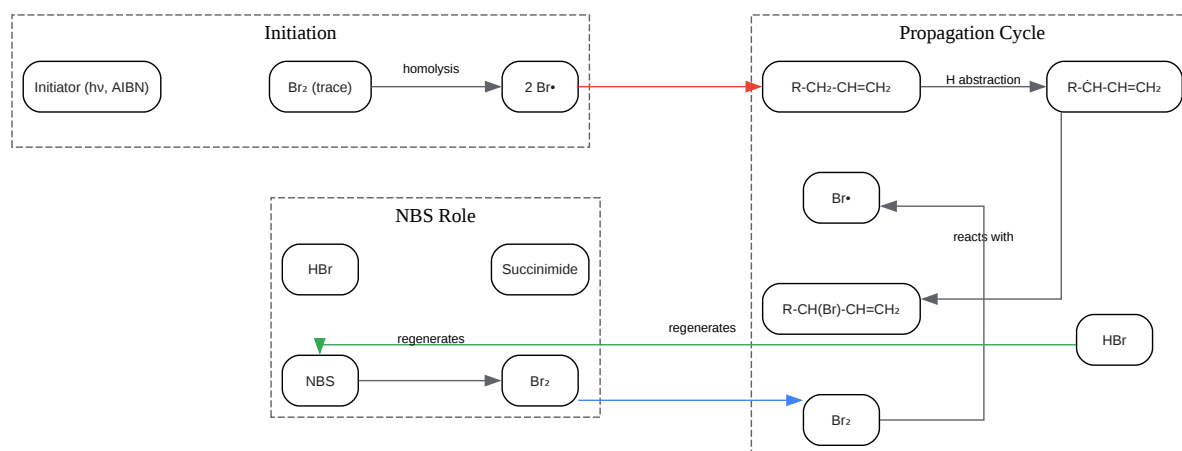 Initiation
Initiator (hν, AIBN)
Br₂ (trace)
homolysis
2 Br•
Propagation Cycle
R-CH₂-CH=CH₂
H abstraction
R-ĊH-CH=CH₂
Br•
reacts with
R-CH(Br)-CH=CH₂
HBr
Br₂
NBS Role
HBr
Succinimide
regenerates
regenerates
NBS
Br₂